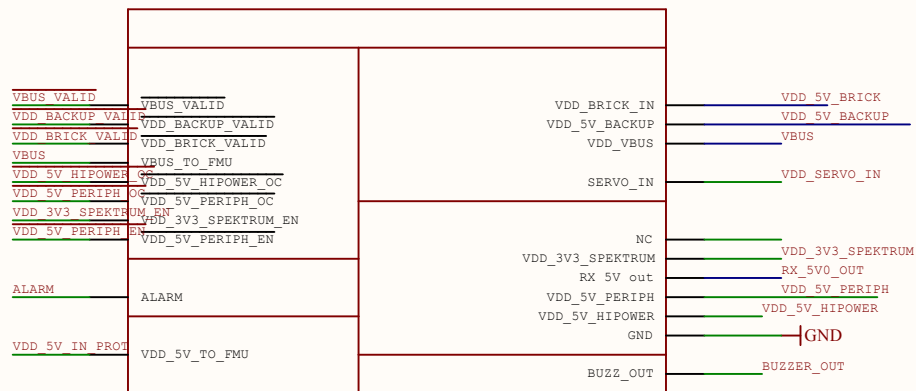 VBUS_VALID VBUS_VALID VDD_BRICK_IN VDD_5V_BRICK
VDD_BACKUP_VALID VDD_BACKUP_VALID VDD_5V_BACKUP VDD_5V_BACKUP
VDD_BRICK_VALID VDD_BRICK_VALID VDD_VBUS VBUS
VBUS VBUS_TO_FMU
VDD_5V_HIPOWER_OC VDD_5V_HIPOWER_OC SERVO_IN VDD_SERVO_IN
VDD_5V_PERIPH_OC VDD_5V_PERIPH_OC
VDD_3V3_SPEKTRUM_EN VDD_3V3_SPEKTRUM_EN
VDD_5V_PERIPH_EN VDD_5V_PERIPH_EN NC
VDD_3V3_SPEKTRUM VDD_3V3_SPEKTRUM
RX 5V out RX_5V0_OUT
ALARM ALARM VDD_5V_PERIPH VDD_5V_PERIPH
VDD_5V_HIPOWER VDD_5V_HIPOWER
GND GND
VDD_5V_IN_PROT VDD_5V_TO_FMU
BUZZ_OUT BUZZER_OUT